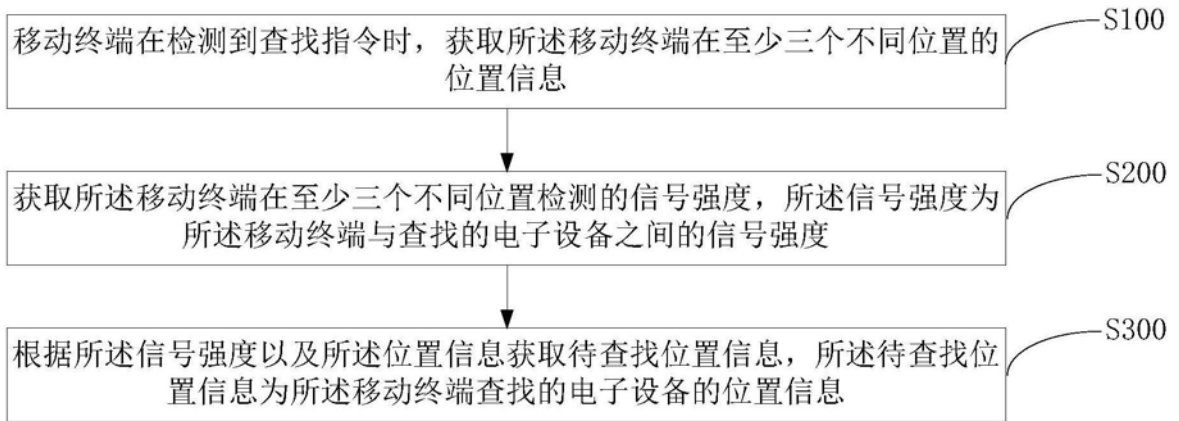 移动终端在检测到查找指令时，获取所述移动终端在至少三个不同位置的
位置信息
S100
获取所述移动终端在至少三个不同位置检测的信号强度，所述信号强度为
所述移动终端与查找的电子设备之间的信号强度
S200
根据所述信号强度以及所述位置信息获取待查找位置信息，所述待查找位
置信息为所述移动终端查找的电子设备的位置信息
S300